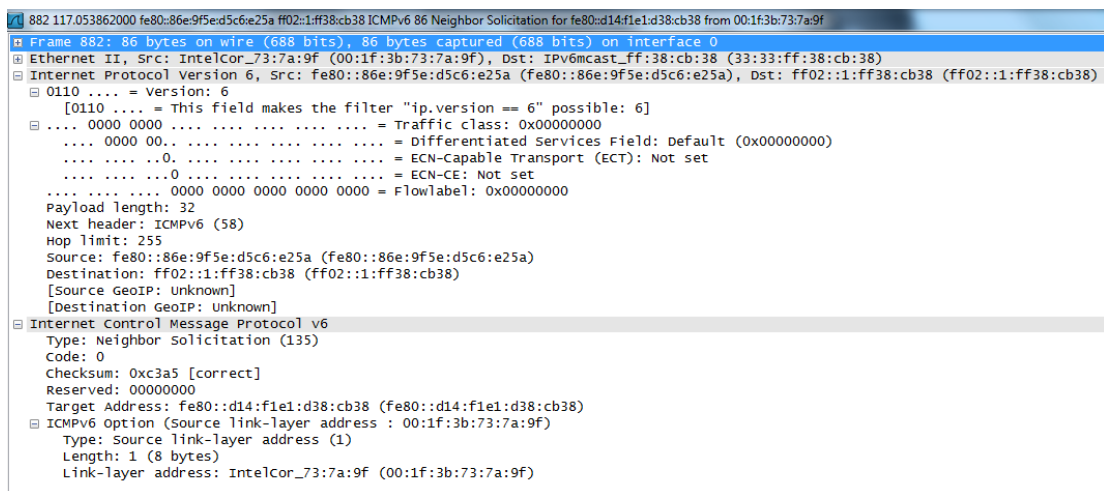 882 117.053862000 fe80::86e:9f5e:d5c6:e25a ff02::1:ff38:cb38 ICMPv6 86 Neighbor Solicitation for fe80::d14:f1e1:d38:cb38 from 00:1f:3b:73:7a:9f
Frame 882: 86 bytes on wire (688 bits), 86 bytes captured (688 bits) on interface 0
Ethernet II, Src: IntelCor_73:7a:9f (00:1f:3b:73:7a:9f), Dst: IPv6mcast_ff:38:cb:38 (33:33:ff:38:cb:38)
Internet Protocol Version 6, Src: fe80::86e:9f5e:d5c6:e25a (fe80::86e:9f5e:d5c6:e25a), Dst: ff02::1:ff38:cb38 (ff02::1:ff38:cb38)
0110 .... = Version: 6
[0110 .... = This field makes the filter "ip.version == 6" possible: 6]
.... 0000 0000 .... .... .... .... .... = Traffic class: 0x00000000
.... 0000 00.. .... .... .... .... .... = Differentiated Services Field: Default (0x00000000)
.... .... ..0. .... .... .... .... .... = ECN-Capable Transport (ECT): Not set
.... .... ...0 .... .... .... .... .... = ECN-CE: Not set
.... .... .... 0000 0000 0000 0000 0000 = Flowlabel: 0x00000000
Payload length: 32
Next header: ICMPv6 (58)
Hop limit: 255
Source: fe80::86e:9f5e:d5c6:e25a (fe80::86e:9f5e:d5c6:e25a)
Destination: ff02::1:ff38:cb38 (ff02::1:ff38:cb38)
[Source GeoIP: Unknown]
[Destination GeoIP: Unknown]
Internet Control Message Protocol v6
Type: Neighbor Solicitation (135)
Code: 0
Checksum: 0xc3a5 [correct]
Reserved: 00000000
Target Address: fe80::d14:f1e1:d38:cb38 (fe80::d14:f1e1:d38:cb38)
ICMPv6 Option (Source link-layer address : 00:1f:3b:73:7a:9f)
Type: Source link-layer address (1)
Length: 1 (8 bytes)
Link-layer address: IntelCor_73:7a:9f (00:1f:3b:73:7a:9f)